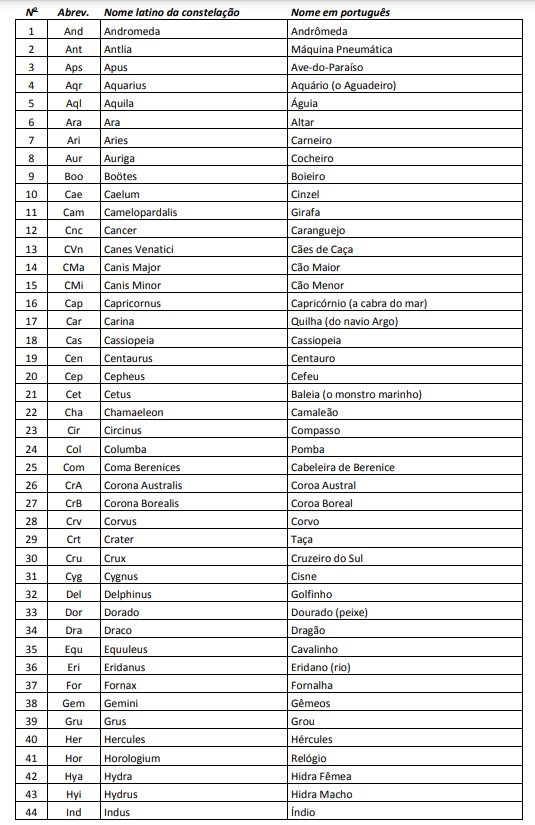 Nº Abrev. Nome latino da constelação Nome em português
1 And Andromeda Andrômeda
2 Ant Antlia Máquina Pneumática
3 Aps Apus Ave-do-Paraíso
4 Aqr Aquarius Aquário (o Aguadeiro)
5 Aql Aquila Águia
6 Ara Ara Altar
7 Ari Aries Carneiro
8 Aur Auriga Cocheiro
9 Boo Boötes Boieiro
10 Cae Caelum Cinzel
11 Cam Camelopardalis Girafa
12 Cnc Cancer Caranguejo
13 CVn Canes Venatici Cães de Caça
14 CMa Canis Major Cão Maior
15 CMi Canis Minor Cão Menor
16 Cap Capricornus Capricórnio (a cabra do mar)
17 Car Carina Quilha (do navio Argo)
18 Cas Cassiopeia Cassiopeia
19 Cen Centaurus Centauro
20 Cep Cepheus Cefeu
21 Cet Cetus Baleia (o monstro marinho)
22 Cha Chamaeleon Camaleão
23 Cir Circinus Compasso
24 Col Columba Pomba
25 Com Coma Berenices Cabeleira de Berenice
26 CrA Corona Australis Coroa Austral
27 CrB Corona Borealis Coroa Boreal
28 Crv Corvus Corvo
29 Crt Crater Taça
30 Cru Crux Cruzeiro do Sul
31 Cyg Cygnus Cisne
32 Del Delphinus Golfinho
33 Dor Dorado Dourado (peixe)
34 Dra Draco Dragão
35 Equ Equuleus Cavalinho
36 Eri Eridanus Eridano (rio)
37 For Fornax Fornalha
38 Gem Gemini Gêmeos
39 Gru Grus Grou
40 Her Hercules Hércules
41 Hor Horologium Relógio
42 Hya Hydra Hidra Fêmea
43 Hyi Hydrus Hidra Macho
44 Ind Indus Índio